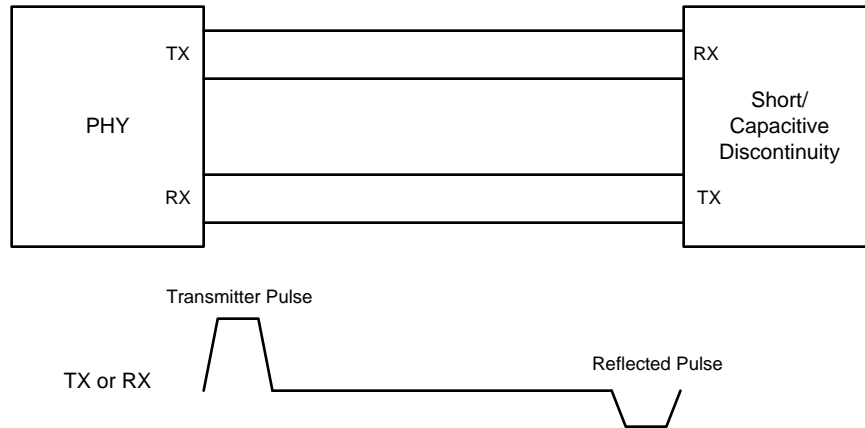 TX
RX
PHY
Short/
Capacitive
Discontinuity
RX
TX
Transmitter Pulse
Reflected Pulse
TX or RX